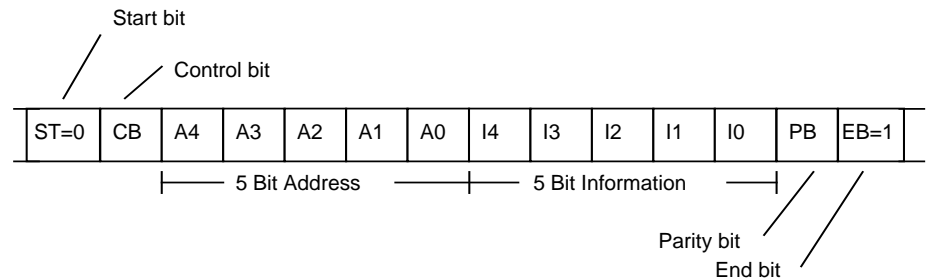 Start bit
Control bit
ST=0 CB A4 A3 A2 A1 A0 I4 I3 I2 I1 I0 PB EB=1
5 Bit Address 5 Bit Information
Parity bit
End bit